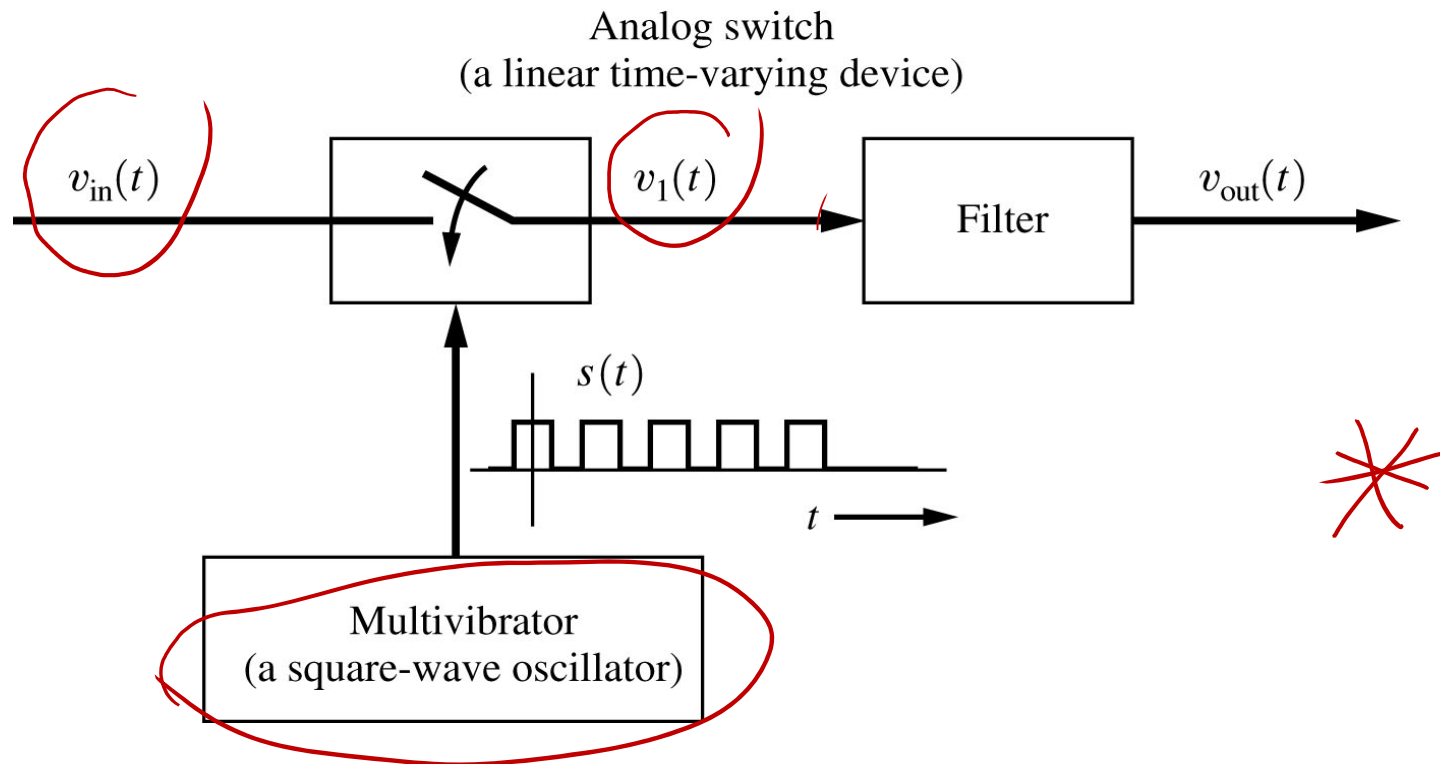 Analog switch
(a linear time-varying device)
v_in(t)
v_1(t)
Filter
v_out(t)
s(t)
t
Multivibrator
(a square-wave oscillator)